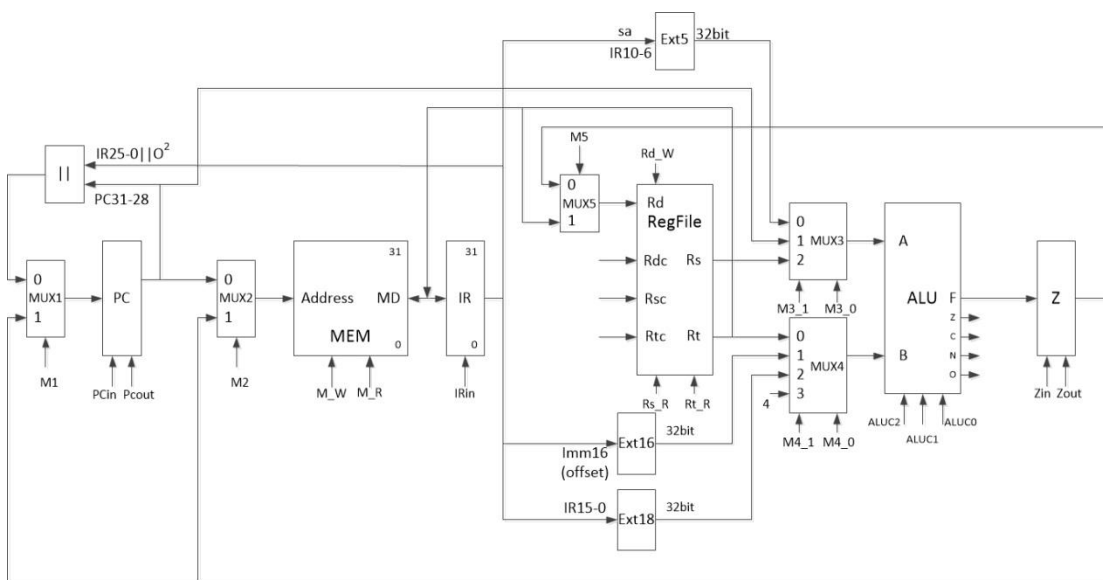 sa
IR10-6
Ext5
32bit
IR25-0||O²
||
PC31-28
M5
0
MUX5
1
Rd_W
Rd
RegFile
Rdc
Rs
Rsc
Rtc
Rt
Rs_R
Rt_R
0
MUX1
1
M1
PC
PCin
Pcout
0
MUX2
1
M2
31
Address
MD
MEM
0
M_W
M_R
31
IR
0
IRin
0
1
MUX3
2
M3_1
M3_0
0
1
MUX4
2
3
4
M4_1
M4_0
A
ALU
F
Z
C
B
N
O
ALUC2
ALUC1
ALUC0
Z
Zin
Zout
Imm16
(offset)
Ext16
32bit
IR15-0
Ext18
32bit